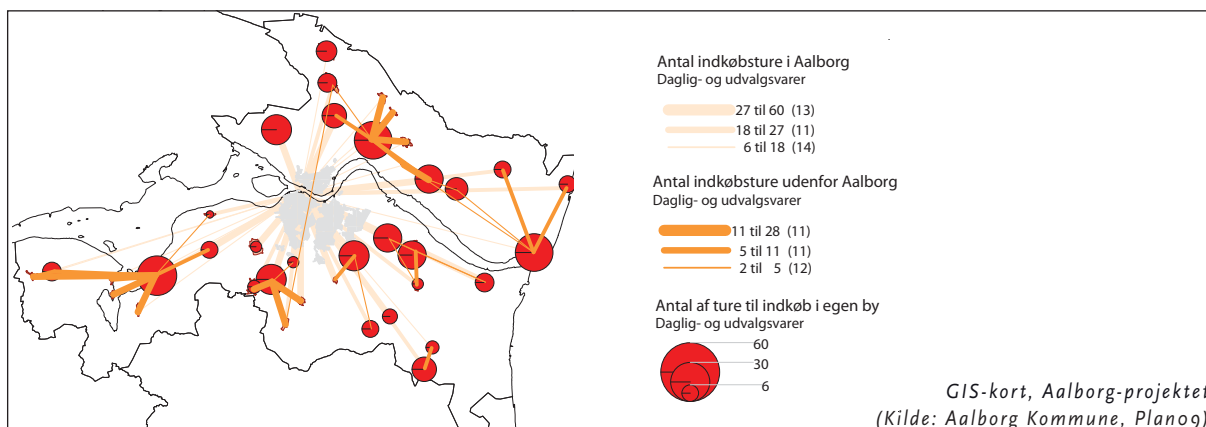 Antal indkøbsture i Aalborg
Daglig- og udvalgsvarer
27 til 60 (13)
18 til 27 (11)
6 til 18 (14)
Antal indkøbsture udenfor Aalborg
Daglig- og udvalgsvarer
11 til 28 (11)
5 til 11 (11)
2 til 5 (12)
Antal af ture til indkøb i egen by
Daglig- og udvalgsvarer
60
30
6
GIS-kort, Aalborg-projektet
(Kilde: Aalborg Kommune, Plan09)